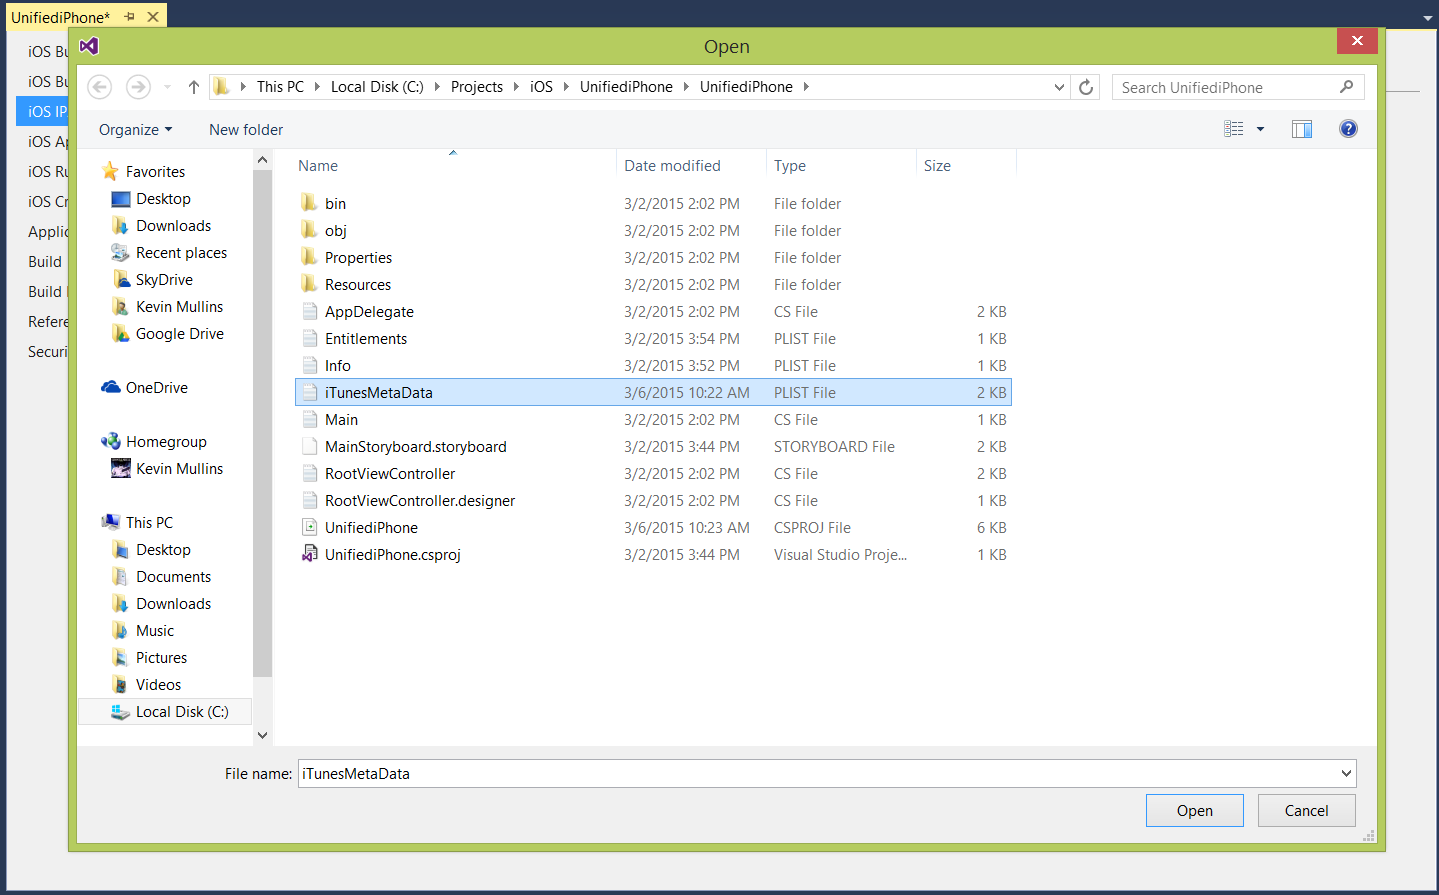 UnifiediPhone*
Open
This PC Local Disk (C:) Projects iOS UnifiediPhone UnifiediPhone
Search UnifiediPhone
Organize New folder
iOS Bu
iOS Bu
iOS IP
iOS Ap
iOS Ru
iOS Cr
Applic
Build
Build
Refere
Securi
Favorites
Desktop
Downloads
Recent places
SkyDrive
Kevin Mullins
Google Drive
OneDrive
Homegroup
Kevin Mullins
This PC
Desktop
Documents
Downloads
Music
Pictures
Videos
Local Disk (C:)
Name Date modified Type Size
bin 3/2/2015 2:02 PM File folder
obj 3/2/2015 2:02 PM File folder
Properties 3/2/2015 2:02 PM File folder
Resources 3/2/2015 2:02 PM File folder
AppDelegate 3/2/2015 2:02 PM CS File 2 KB
Entitlements 3/2/2015 3:54 PM PLIST File 1 KB
Info 3/2/2015 3:52 PM PLIST File 1 KB
iTunesMetaData 3/6/2015 10:22 AM PLIST File 2 KB
Main 3/2/2015 2:02 PM CS File 1 KB
MainStoryboard.storyboard 3/2/2015 3:44 PM STORYBOARD File 2 KB
RootViewController 3/2/2015 2:02 PM CS File 2 KB
RootViewController.designer 3/2/2015 2:02 PM CS File 1 KB
UnifiediPhone 3/6/2015 10:23 AM CSPROJ File 6 KB
UnifiediPhone.csproj 3/2/2015 3:44 PM Visual Studio Proje... 1 KB
File name: iTunesMetaData
Open Cancel